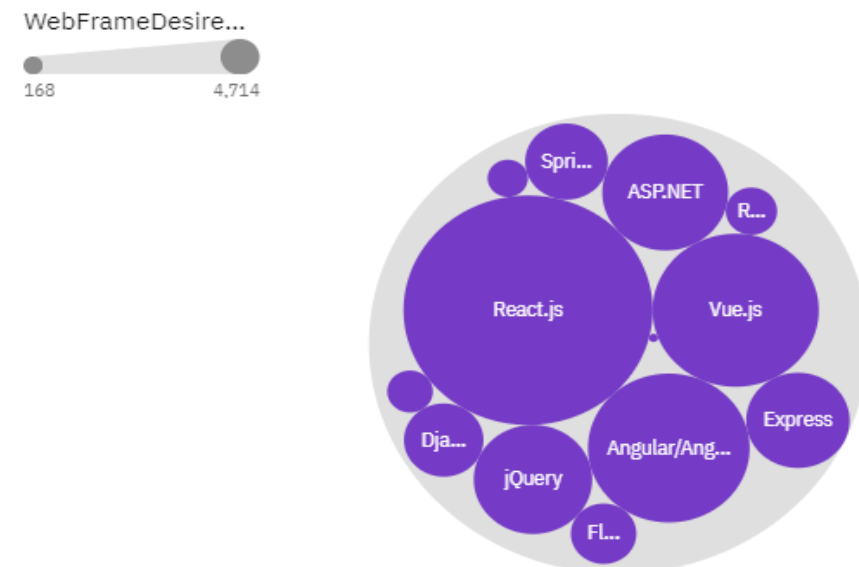 WebFrameDesire...
168 4,714
Spri...
ASP.NET
R...
React.js
Vue.js
Express
Dja...
Angular/Ang...
jQuery
Fl...